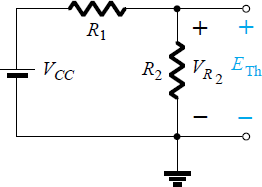 R1
+ +
VCC R2 VR2 ETh
− −